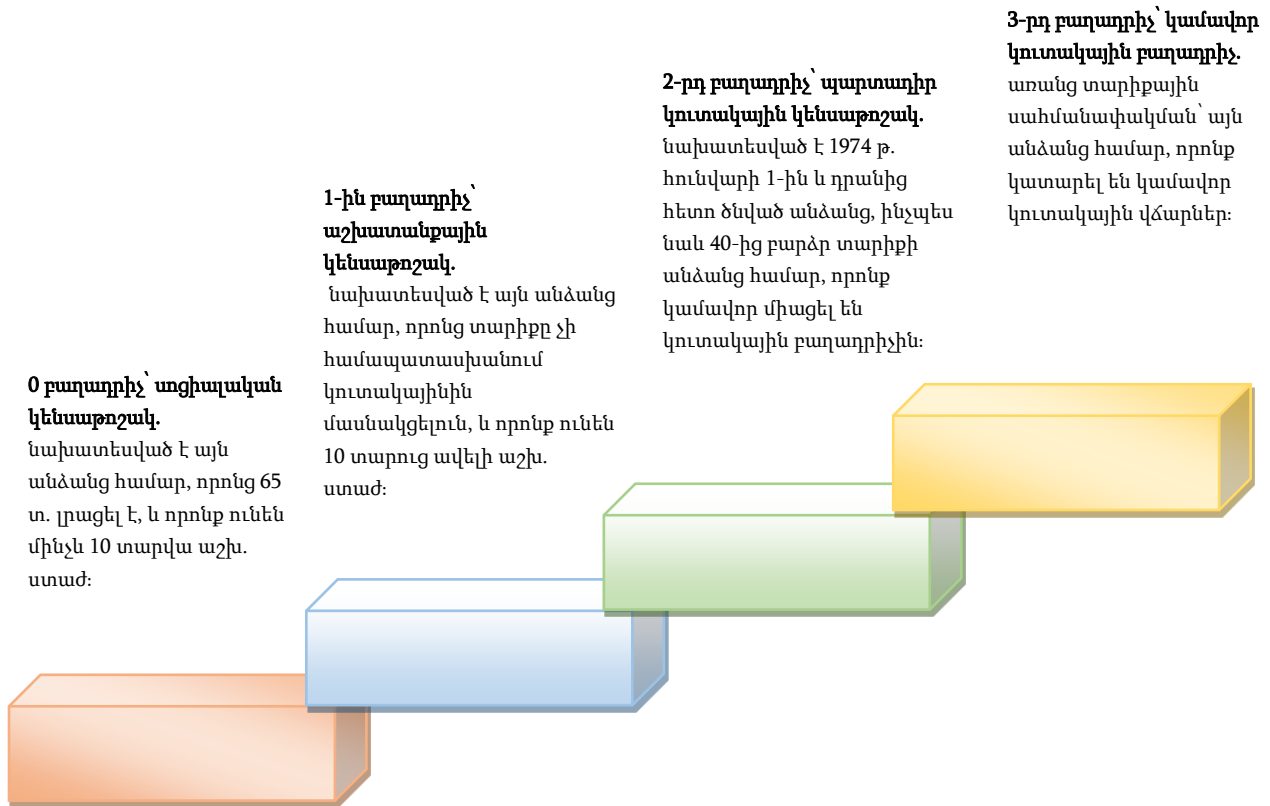 0 բաղադրիչ՝ սոցիալական
կենսաթոշակ.
նախատեսված է այն
անձանց համար, որոնց 65
տ. լրացել է, և որոնք ունեն
մինչև 10 տարվա աշխ.
ստաժ։
1-ին բաղադրիչ՝
աշխատանքային
կենսաթոշակ.
նախատեսված է այն անձանց
համար, որոնց տարիքը չի
համապատասխանում
կուտակայինին
մասնակցելուն, և որոնք ունեն
10 տարուց ավելի աշխ.
ստաժ։
2-րդ բաղադրիչ՝ պարտադիր
կուտակային կենսաթոշակ.
նախատեսված է 1974 թ.
հունվարի 1-ին և դրանից
հետո ծնված անձանց, ինչպես
նաև 40-ից բարձր տարիքի
անձանց համար, որոնք
կամավոր միացել են
կուտակային բաղադրիչին։
3-րդ բաղադրիչ՝ կամավոր
կուտակային բաղադրիչ.
առանց տարիքային
սահմանափակման՝ այն
անձանց համար, որոնք
կատարել են կամավոր
կուտակային վճարներ։